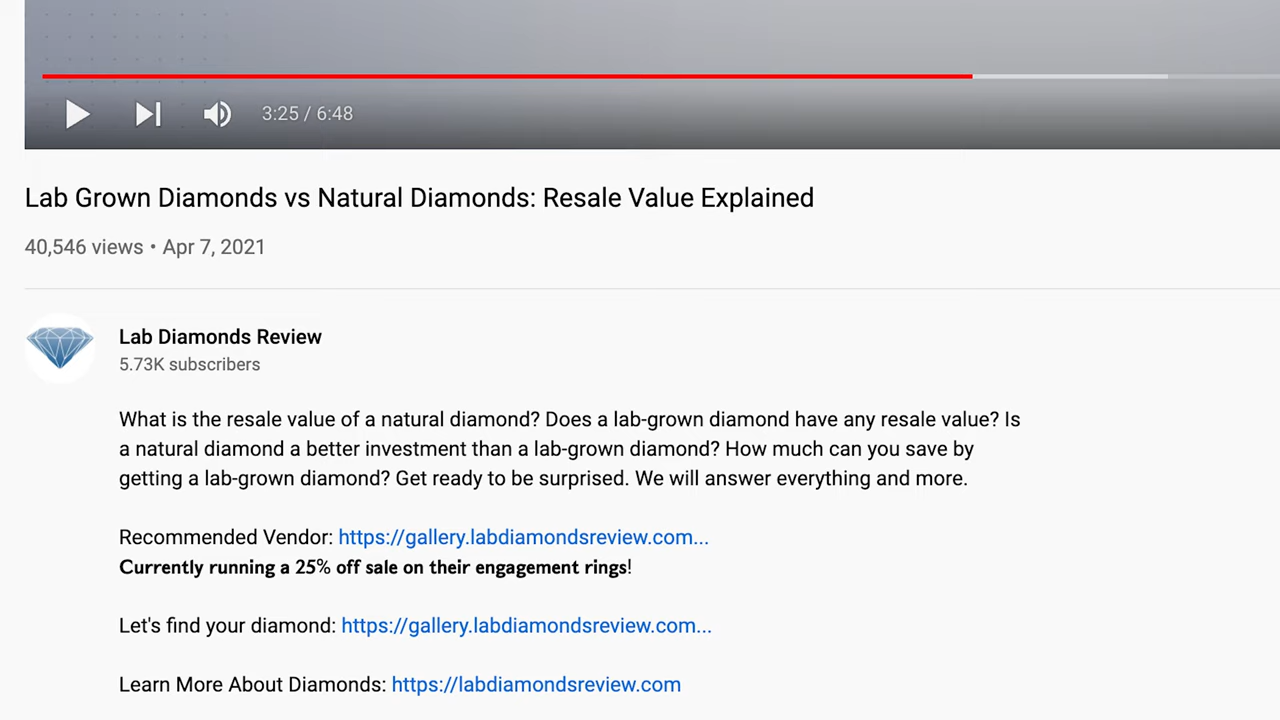 3:25 / 6:48
Lab Grown Diamonds vs Natural Diamonds: Resale Value Explained
40,546 views • Apr 7, 2021
Lab Diamonds Review
5.73K subscribers
What is the resale value of a natural diamond? Does a lab-grown diamond have any resale value? Is
a natural diamond a better investment than a lab-grown diamond? How much can you save by
getting a lab-grown diamond? Get ready to be surprised. We will answer everything and more.
Recommended Vendor: https://gallery.labdiamondsreview.com...
Currently running a 25% off sale on their engagement rings!
Let's find your diamond: https://gallery.labdiamondsreview.com...
Learn More About Diamonds: https://labdiamondsreview.com